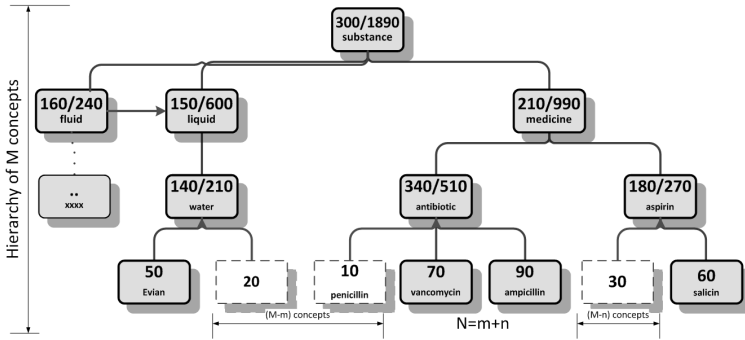 300/1890
substance
160/240
fluid
150/600
liquid
210/990
medicine
..
xxxx
140/210
water
340/510
antibiotic
180/270
aspirin
50
Evian
20
10
penicillin
70
vancomycin
90
ampicillin
30
60
salicin
(M-m) concepts
N=m+n
(M-n) concepts
Hierarchy of M concepts